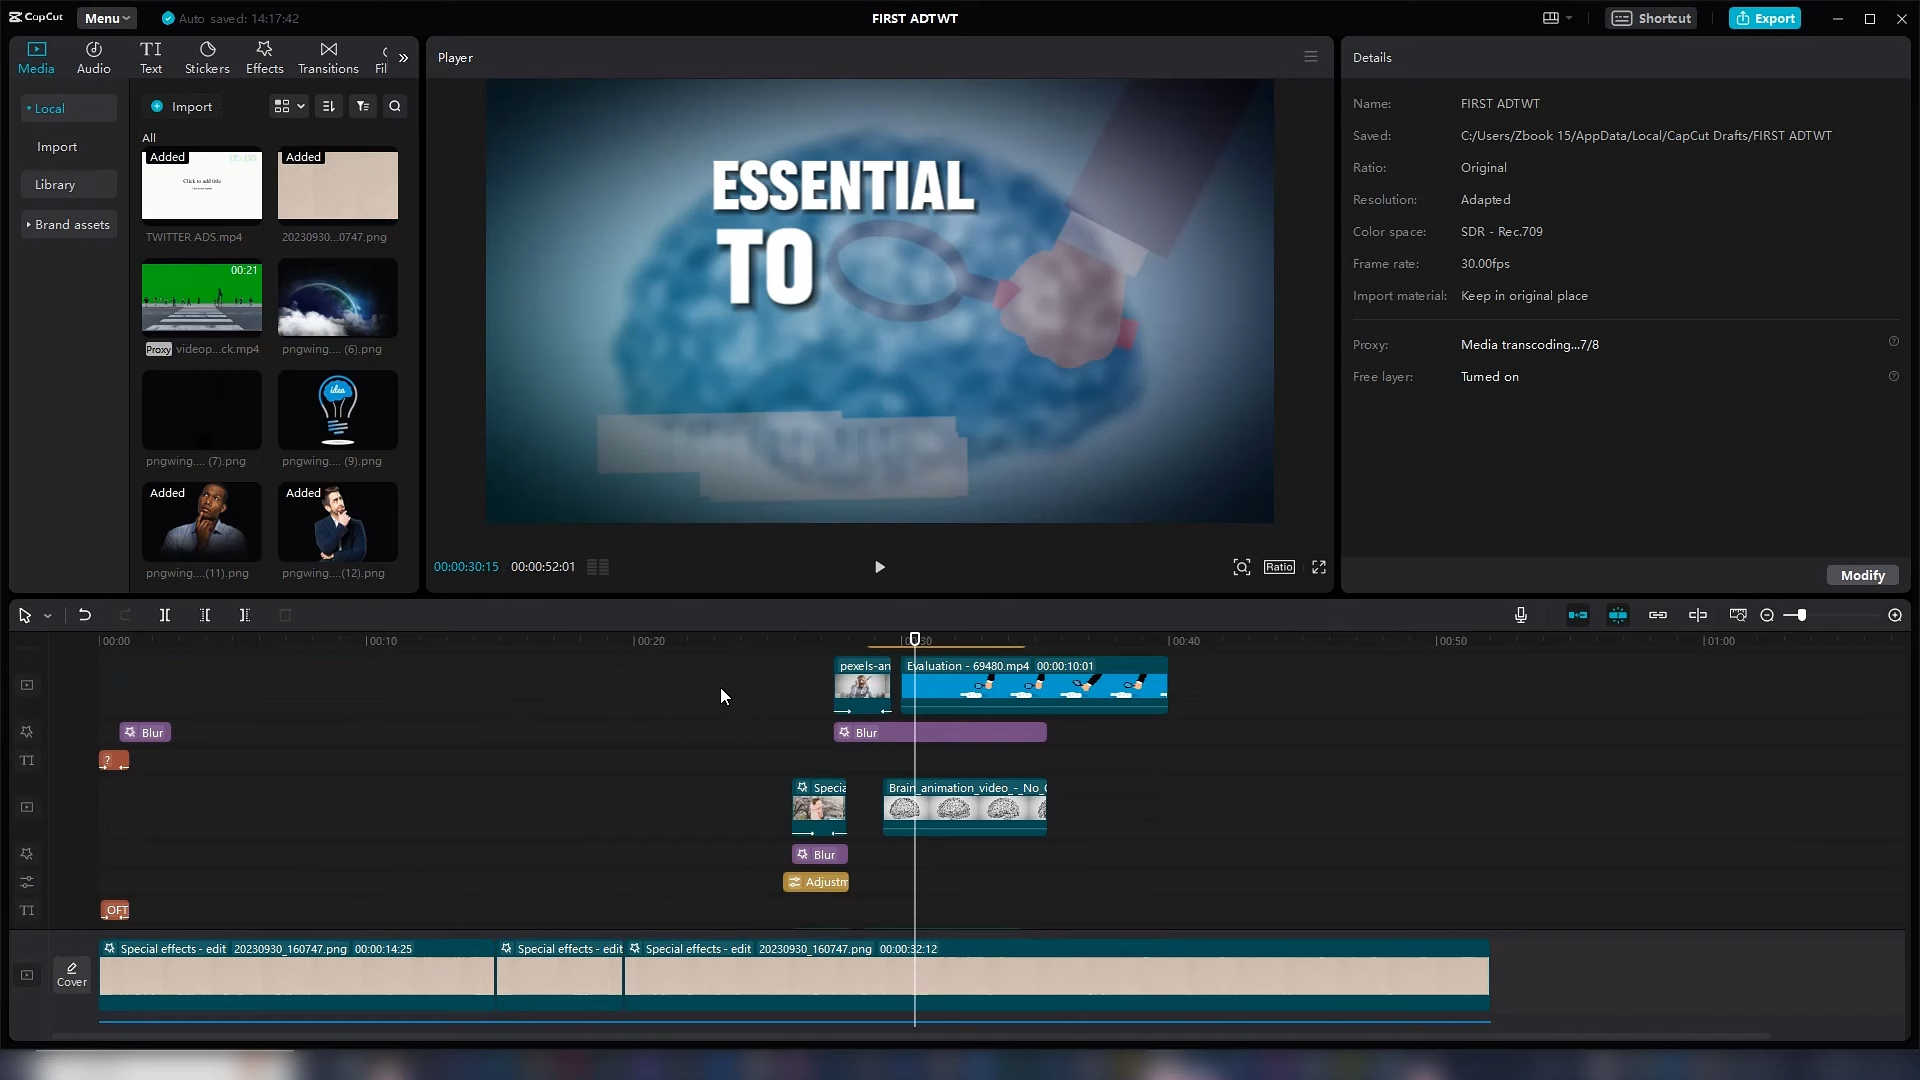 CapCut
Menu
Auto saved: 14:17:42
FIRST ADTWT
Shortcut
Export
Media
Audio
Text
Stickers
Effects
Transitions
Fil
Local
Import
Library
Brand assets
Import
All
Added
Added
Click to add title
TWITTER ADS.mp4
20230930...0747.png
00:21
Proxy
videop...ck.mp4
pngwing.... (6).png
idea
pngwing.... (7).png
pngwing.... (9).png
Added
Added
pngwing....(11).png
pngwing....(12).png
Player
ESSENTIAL
TO
00:00:30:15
00:00:52:01
Ratio
Details
Name: FIRST ADTWT
Saved: C:/Users/Zbook 15/AppData/Local/CapCut Drafts/FIRST ADTWT
Ratio: Original
Resolution: Adapted
Color space: SDR - Rec.709
Frame rate: 30.00fps
Import material: Keep in original place
Proxy: Media transcoding...7/8
Free layer: Turned on
Modify
00:00
00:10
00:20
00:30
00:40
00:50
01:00
pexels-an
Evaluation - 69480.mp4 00:00:10:01
Blur
Blur
?
Specia
Brain_animation_video_-_No_
Blur
Adjustm
OFT
Cover
Special effects - edit 20230930_160747.png 00:00:14:25
Special effects - edit
Special effects - edit 20230930_160747.png 00:00:32:12